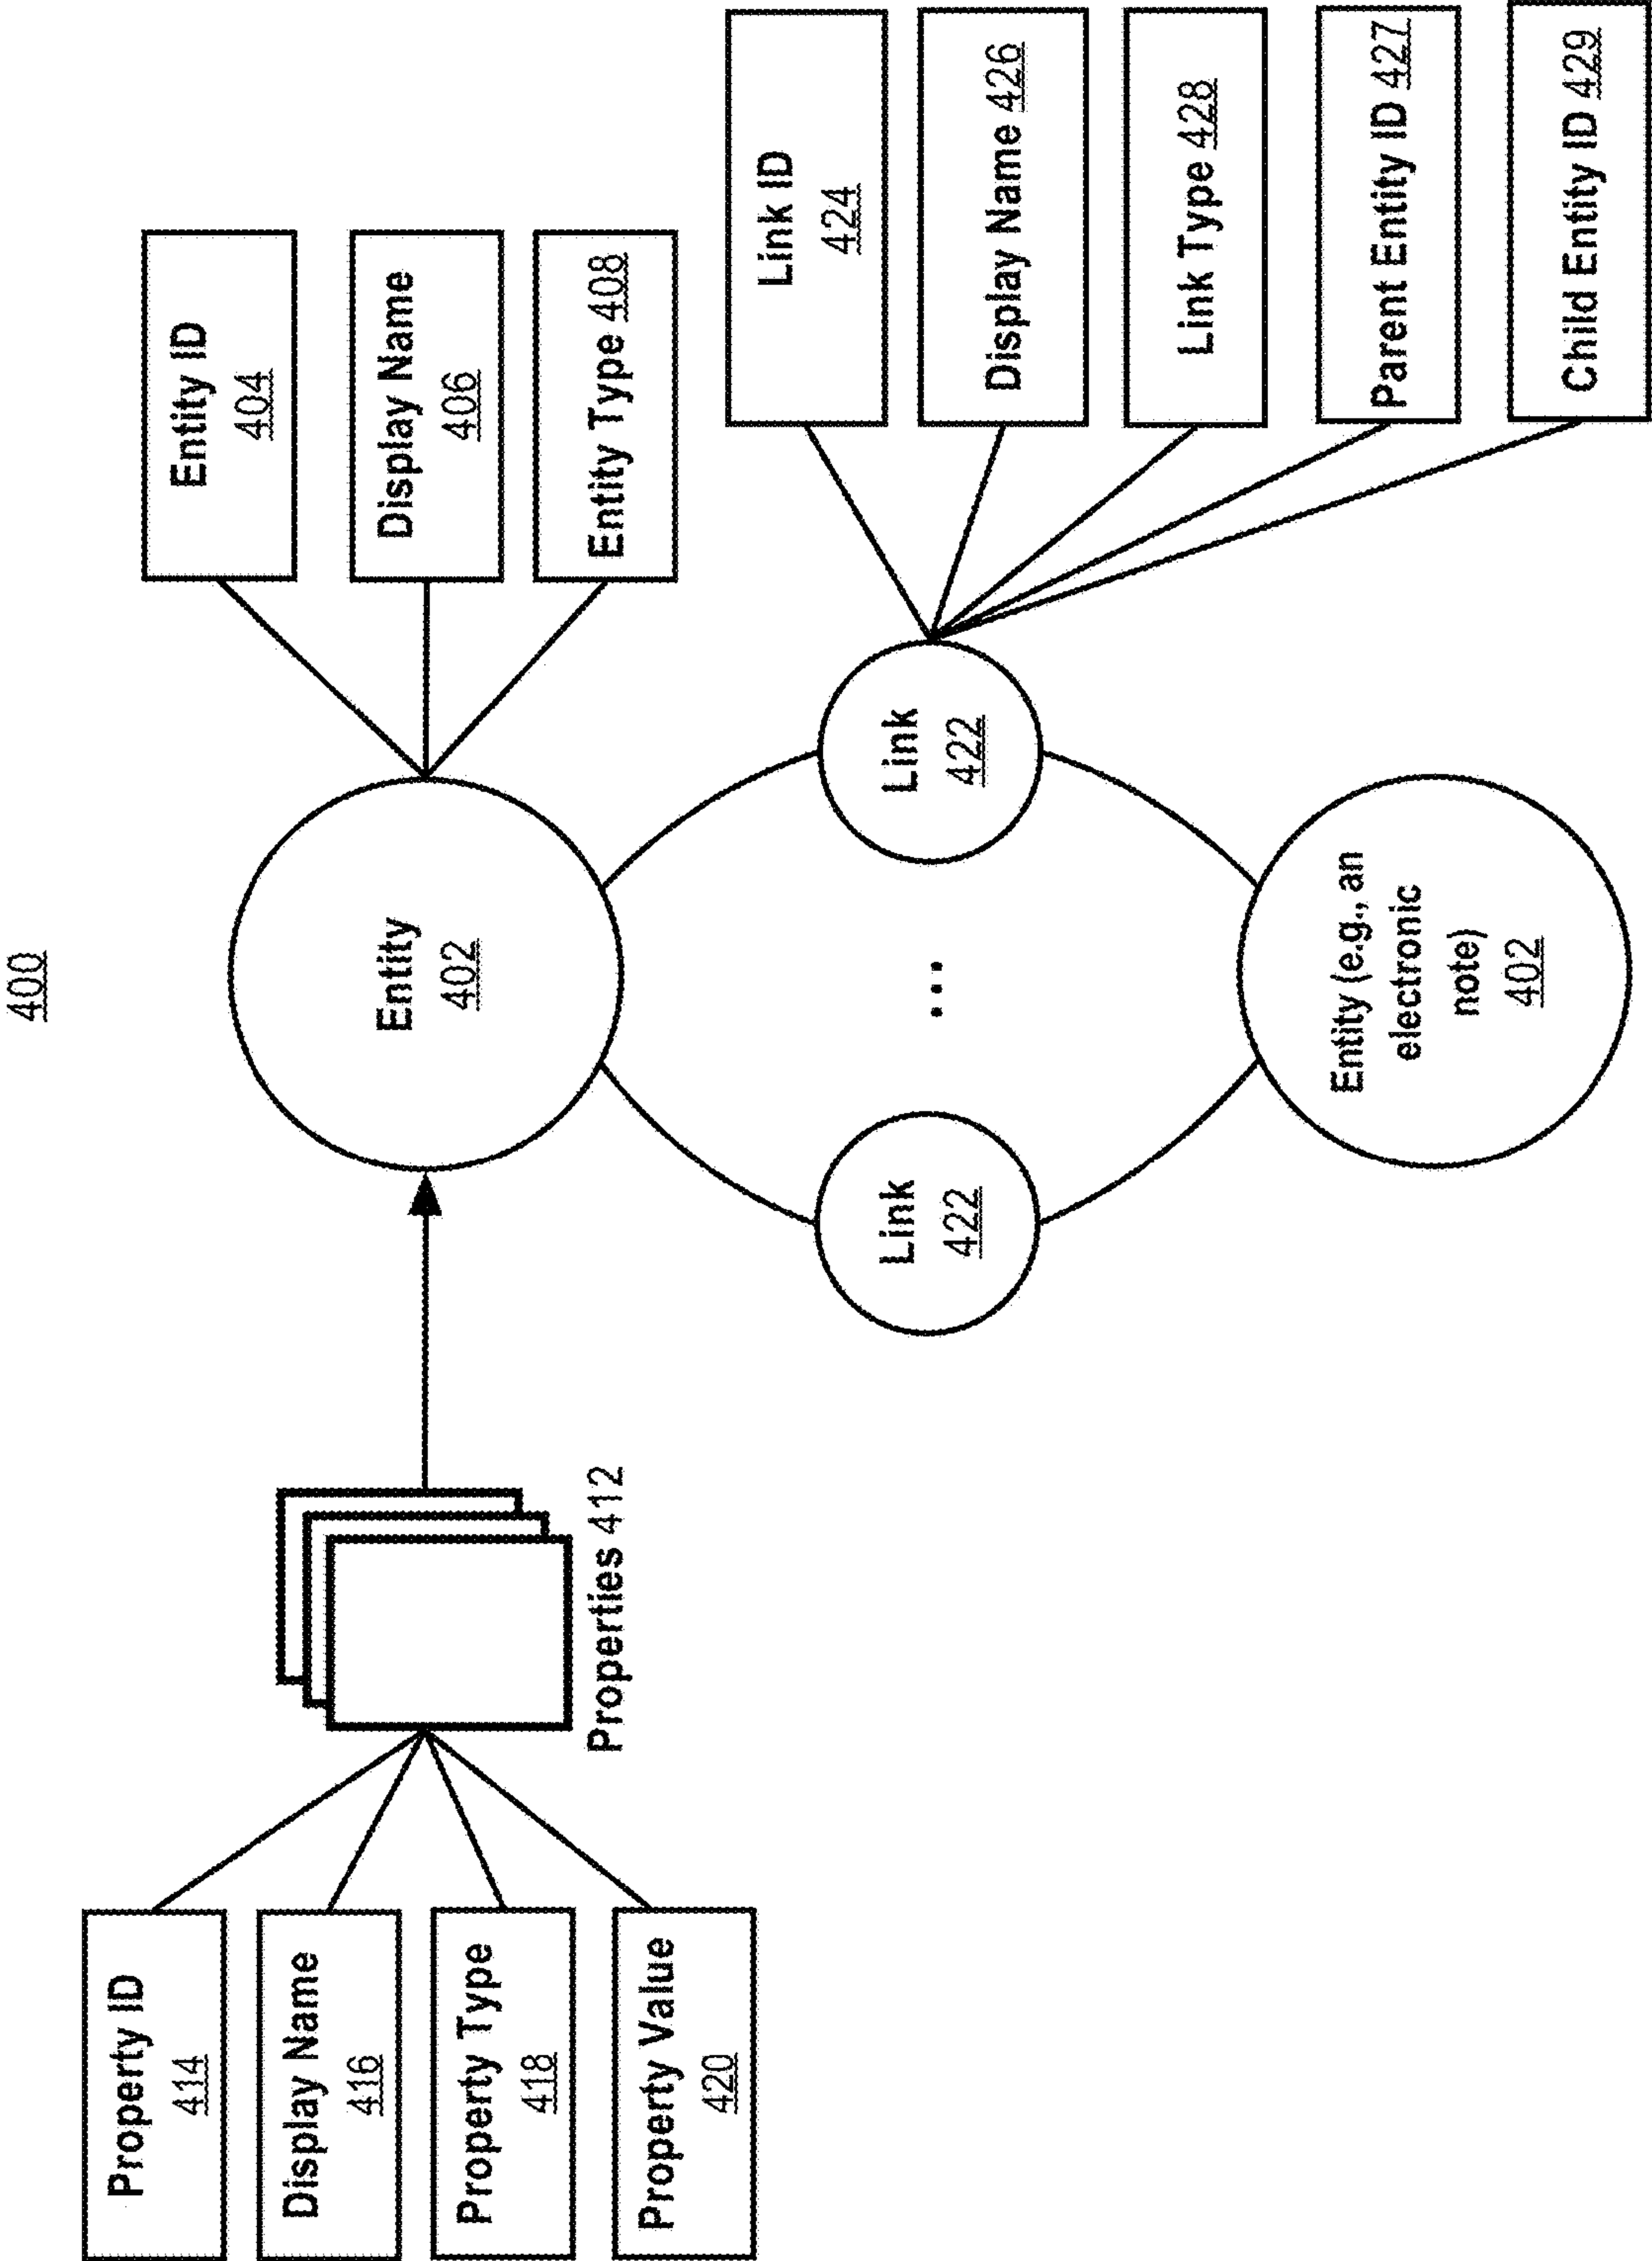 400
Property ID
414
Display Name
416
Property Type
418
Property Value
420
Properties 412
Entity
402
Entity ID
404
Display Name
406
Entity Type 408
Link
422
...
Link
422
Link ID
424
Display Name 426
Link Type 428
Parent Entity ID 427
Child Entity ID 429
Entity (e.g., an
electronic
note)
402